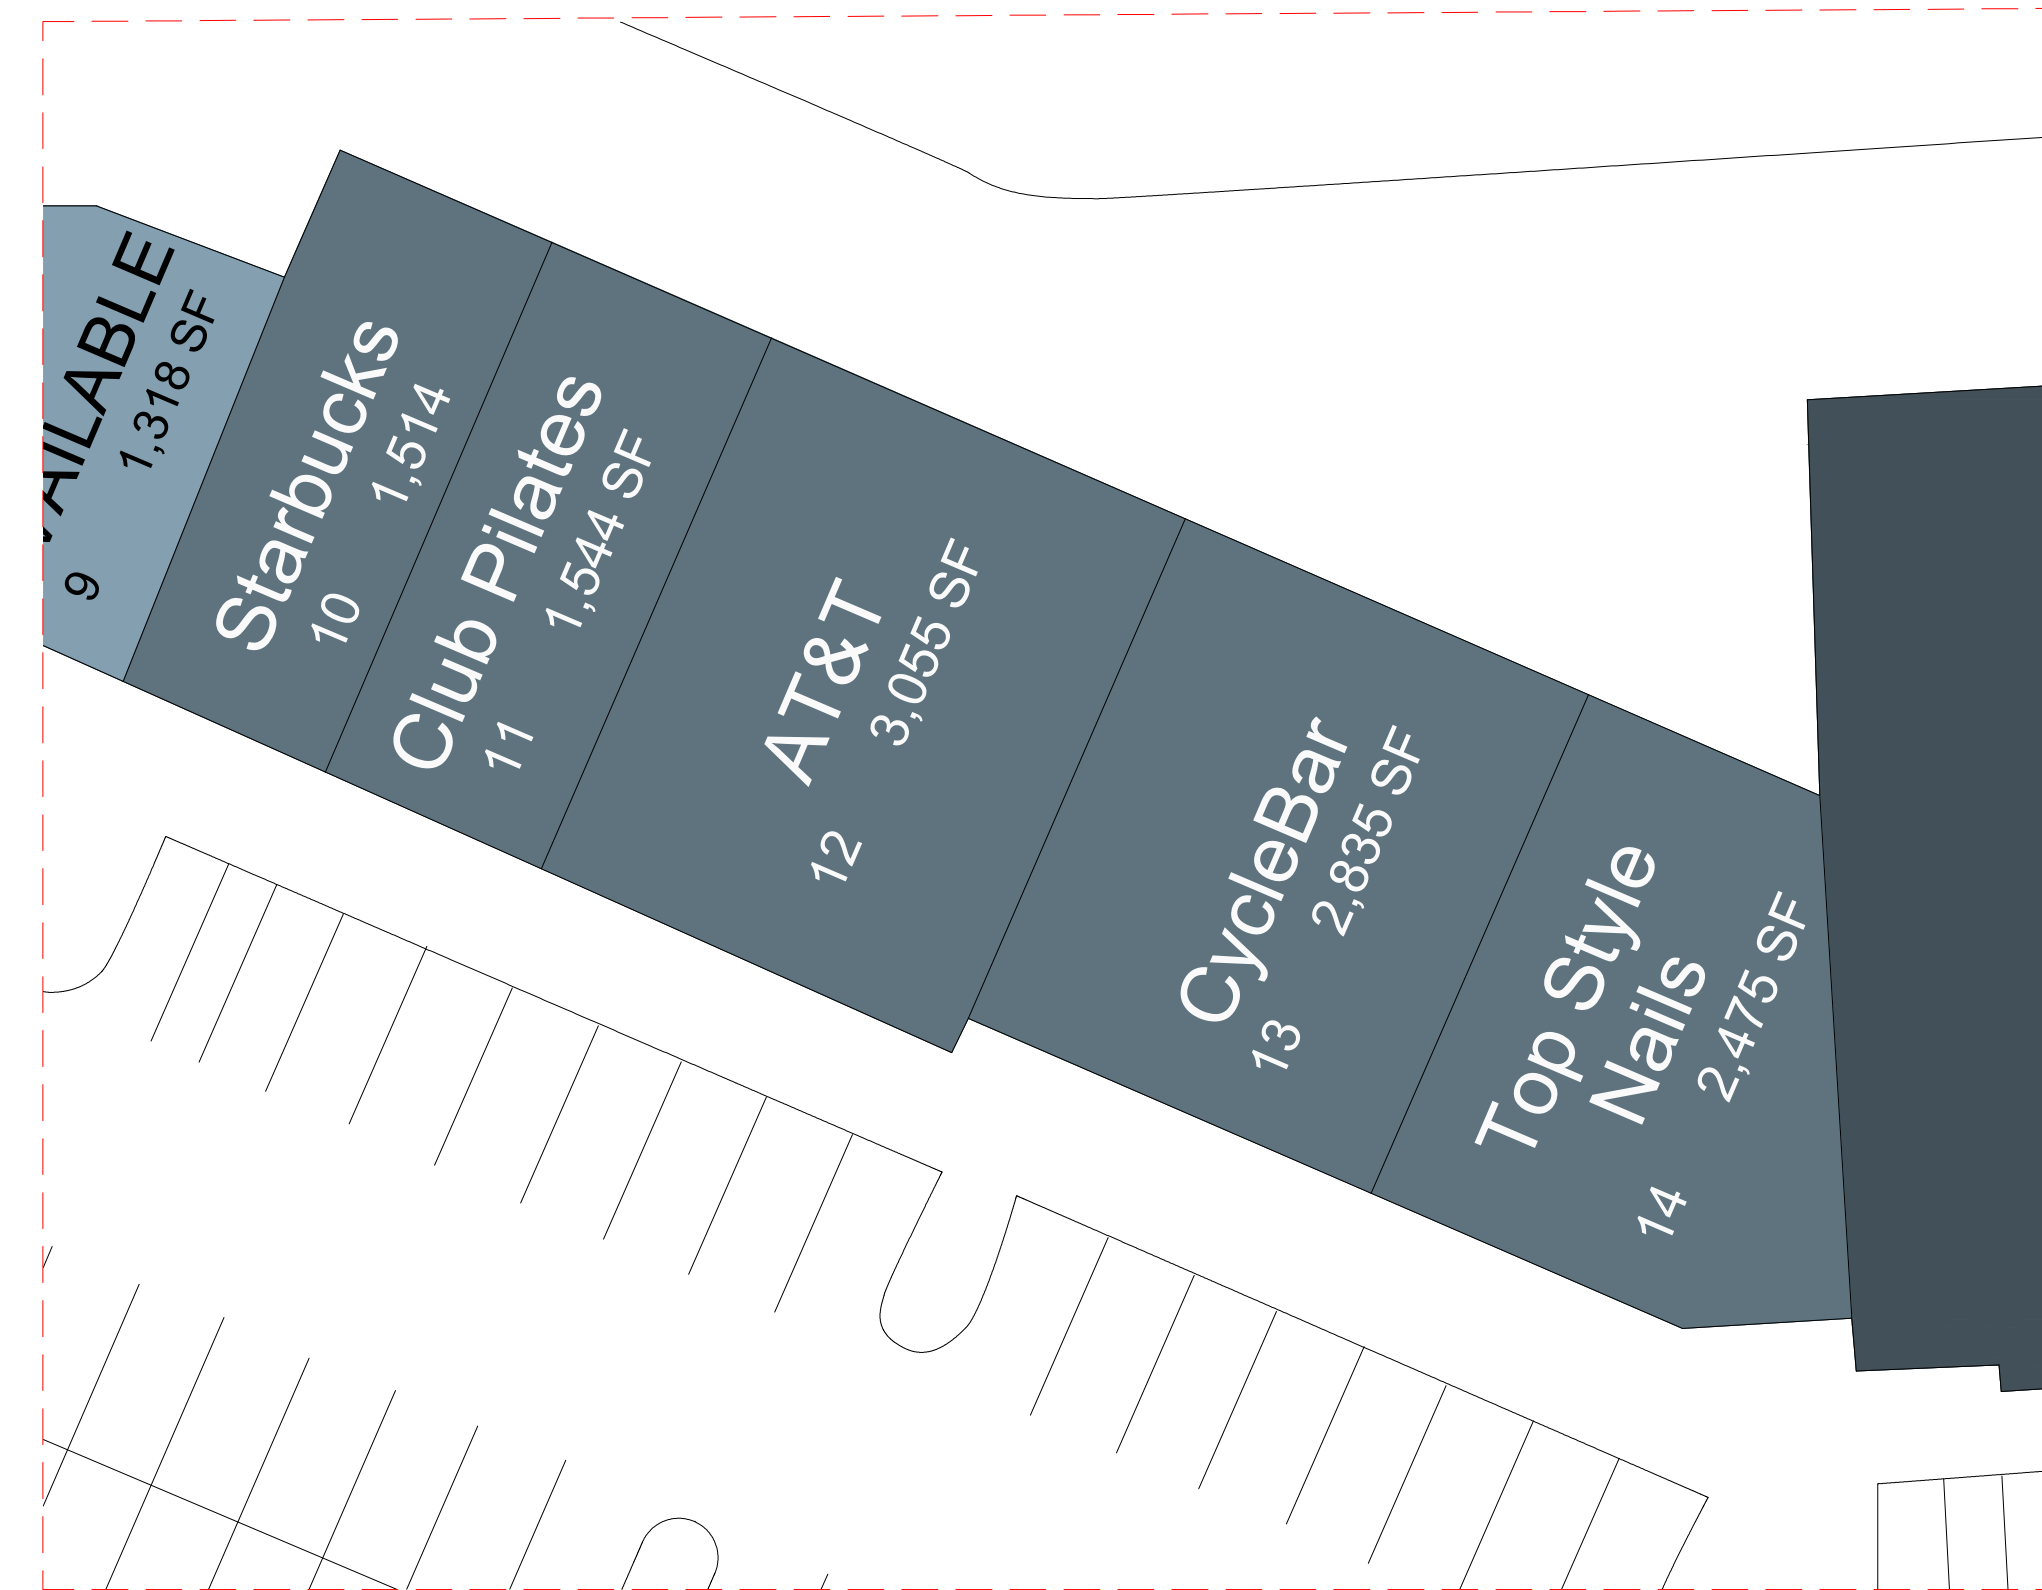 VAILABLE
1,318 SF
9
Starbucks
1,514
10
Club Pilates
1,544 SF
11
AT&T
3,055 SF
12
CycleBar
2,835 SF
13
Top Style
Nails
2,475 SF
14